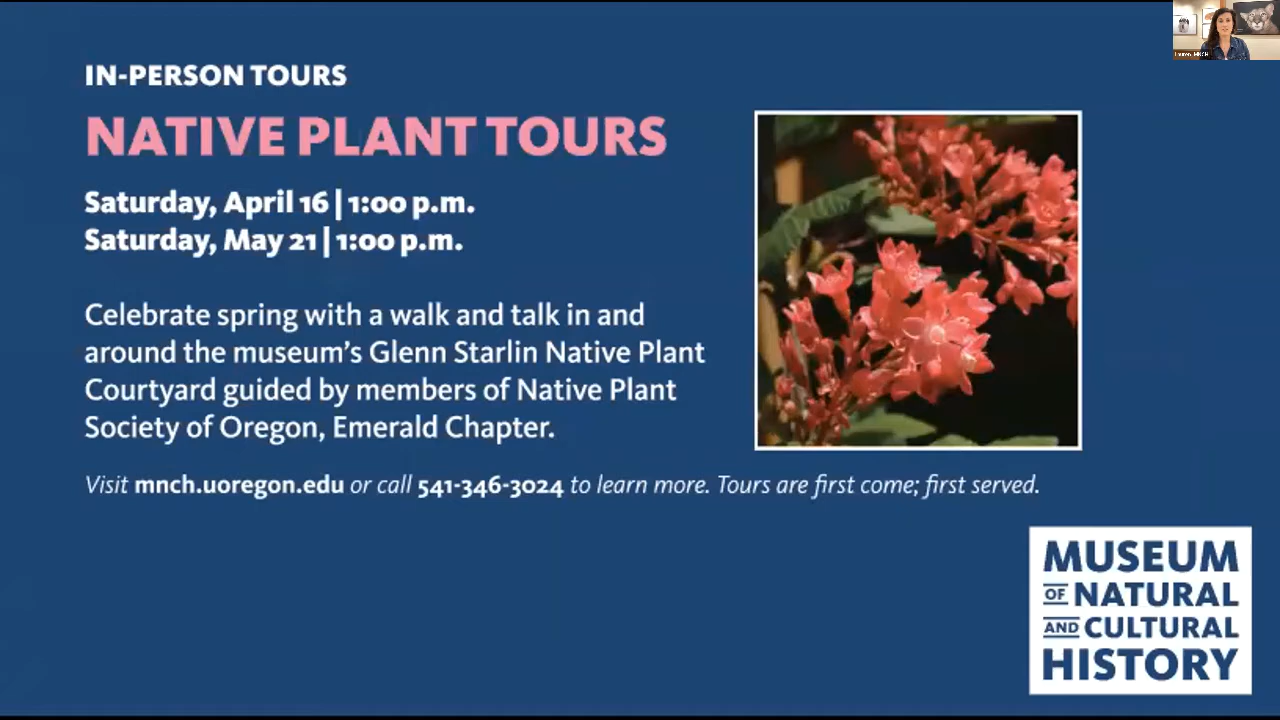 IN-PERSON TOURS
NATIVE PLANT TOURS
Saturday, April 16 | 1:00 p.m.
Saturday, May 21 | 1:00 p.m.
Celebrate spring with a walk and talk in and
around the museum's Glenn Starlin Native Plant
Courtyard guided by members of Native Plant
Society of Oregon, Emerald Chapter.
Visit mnch.uoregon.edu or call 541-346-3024 to learn more. Tours are first come; first served.
MUSEUM
OF NATURAL
AND CULTURAL
HISTORY